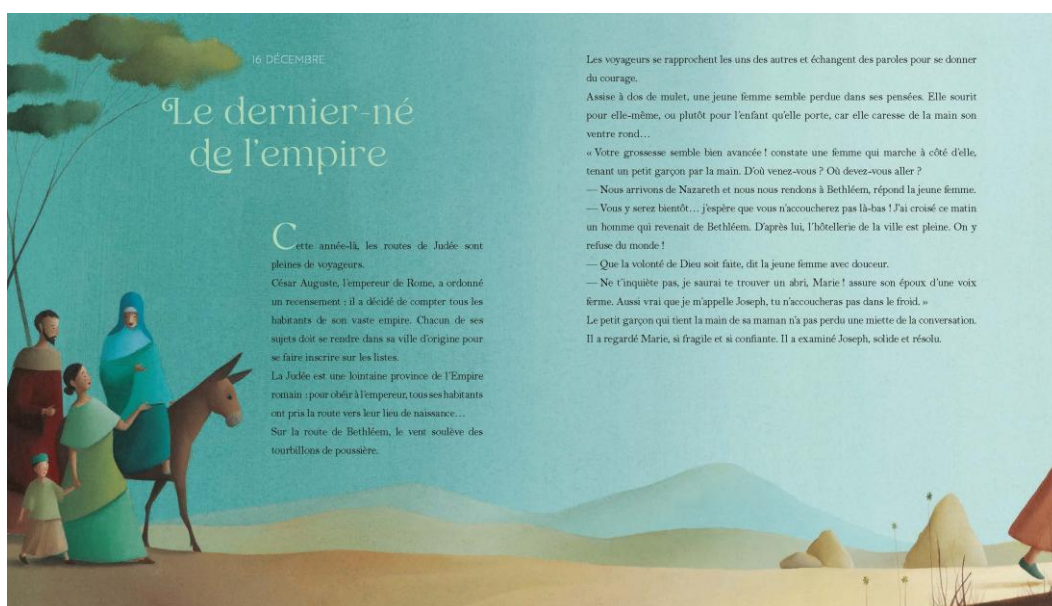 16 DÉCEMBRE
Le dernier-né
de l'empire
Cette année-là, les routes de Judée sont
pleines de voyageurs.
César Auguste, l'empereur de Rome, a ordonné
un recensement : il a décidé de compter tous les
habitants de son vaste empire. Chacun de ses
sujets doit se rendre dans sa ville d'origine pour
se faire inscrire sur les listes.
La Judée est une lointaine province de l'Empire
romain : pour obéir à l'empereur, tous ses habitants
ont pris la route vers leur lieu de naissance…
Sur la route de Bethléem, le vent soulève des
tourbillons de poussière.
Les voyageurs se rapprochent les uns des autres et échangent des paroles pour se donner
du courage.
Assise à dos de mulet, une jeune femme semble perdue dans ses pensées. Elle sourit
pour elle-même, ou plutôt pour l'enfant qu'elle porte, car elle caresse de la main son
ventre rond…
« Votre grossesse semble bien avancée ! constate une femme qui marche à côté d'elle,
tenant un petit garçon par la main. D'où venez-vous ? Où devez-vous aller ?
— Nous arrivons de Nazareth et nous nous rendons à Bethléem, répond la jeune femme.
— Vous y serez bientôt… j'espère que vous n'accoucherez pas là-bas ! J'ai croisé ce matin
un homme qui revenait de Bethléem. D'après lui, l'hôtellerie de la ville est pleine. On y
refuse du monde !
— Que la volonté de Dieu soit faite, dit la jeune femme avec douceur.
— Ne t'inquiète pas, je saurai te trouver un abri, Marie ! assure son époux d'une voix
ferme. Aussi vrai que je m'appelle Joseph, tu n'accoucheras pas dans le froid. »
Le petit garçon qui tient la main de sa maman n'a pas perdu une miette de la conversation.
Il a regardé Marie, si fragile et si confiante. Il a examiné Joseph, solide et résolu.